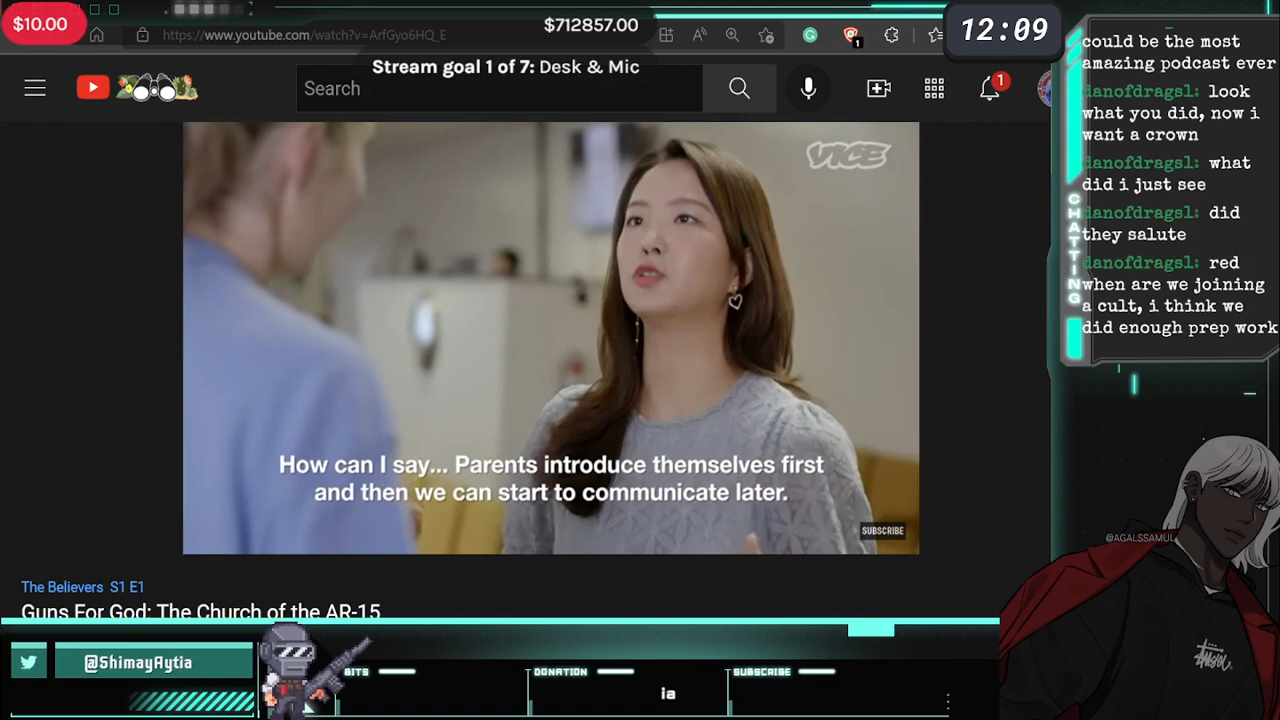 $10.00
$712857.00
12:09
https://www.youtube.com/watch?v=ArfGyo6HQ_E
Stream goal 1 of 7: Desk & Mic
Search
1
1
VICE
How can I say... Parents introduce themselves first
and then we can start to communicate later.
SUBSCRIBE
The Believers S1 E1
Guns For God: The Church of the AR-15
could be the most
amazing podcast ever
danofdragsl: look
what you did, now i
want a crown
danofdragsl: what
did i just see
danofdragsl: did
they salute
danofdragsl: red
when are we joining
a cult, i think we
did enough prep work
CHATTING
@AGALSSAMUL
@ShimayAytia
BITS
DONATION
SUBSCRIBE
ia